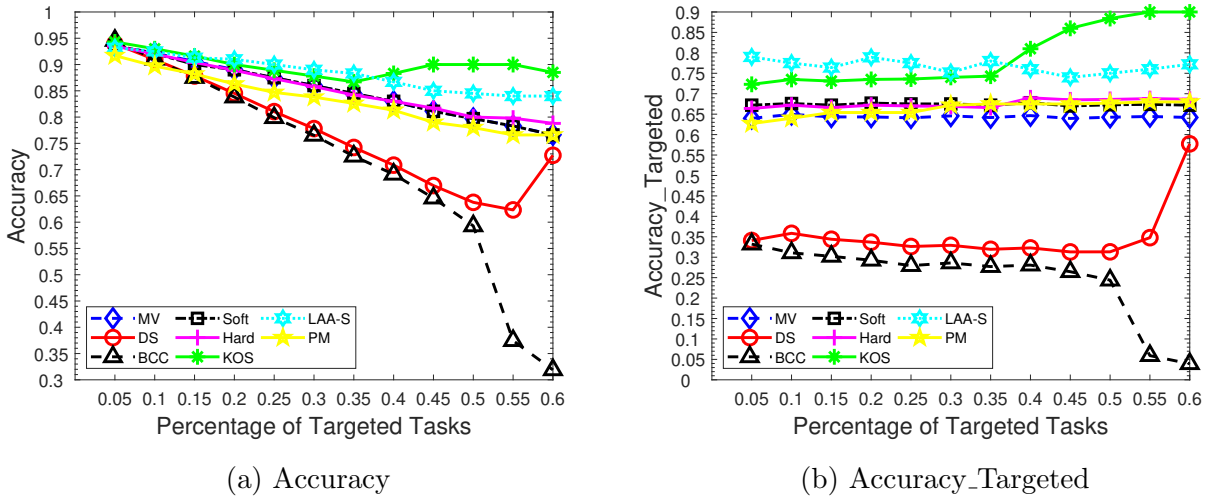 1
0.95
0.9
0.85
0.8
0.75
0.7
0.65
0.6
0.55
0.5
0.45
0.4
0.35
0.3
Accuracy
MV Soft LAA-S
DS Hard PM
BCC KOS
0.05 0.1 0.15 0.2 0.25 0.3 0.35 0.4 0.45 0.5 0.55 0.6
Percentage of Targeted Tasks
(a) Accuracy
0.9
0.85
0.8
0.75
0.7
0.65
0.6
0.55
0.5
0.45
0.4
0.35
0.3
0.25
0.2
0.15
0.1
0.05
0
Accuracy_Targeted
MV Soft LAA-S
DS Hard PM
BCC KOS
0.05 0.1 0.15 0.2 0.25 0.3 0.35 0.4 0.45 0.5 0.55 0.6
Percentage of Targeted Tasks
(b) Accuracy_Targeted